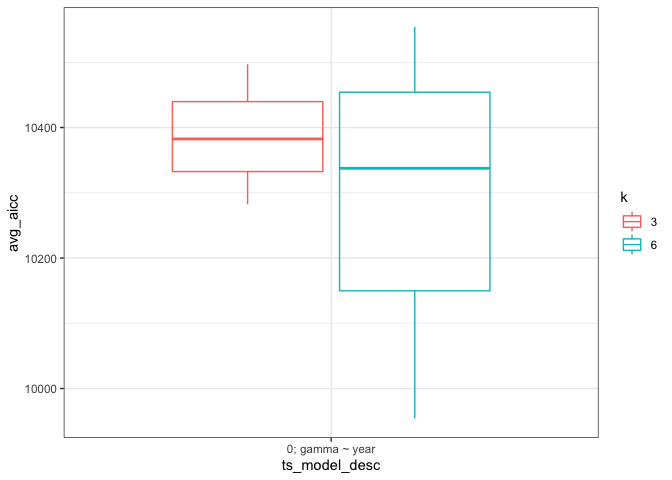 avg_aicc
10400
10200
10000
0; gamma ~ year
ts_model_desc
k
3
6